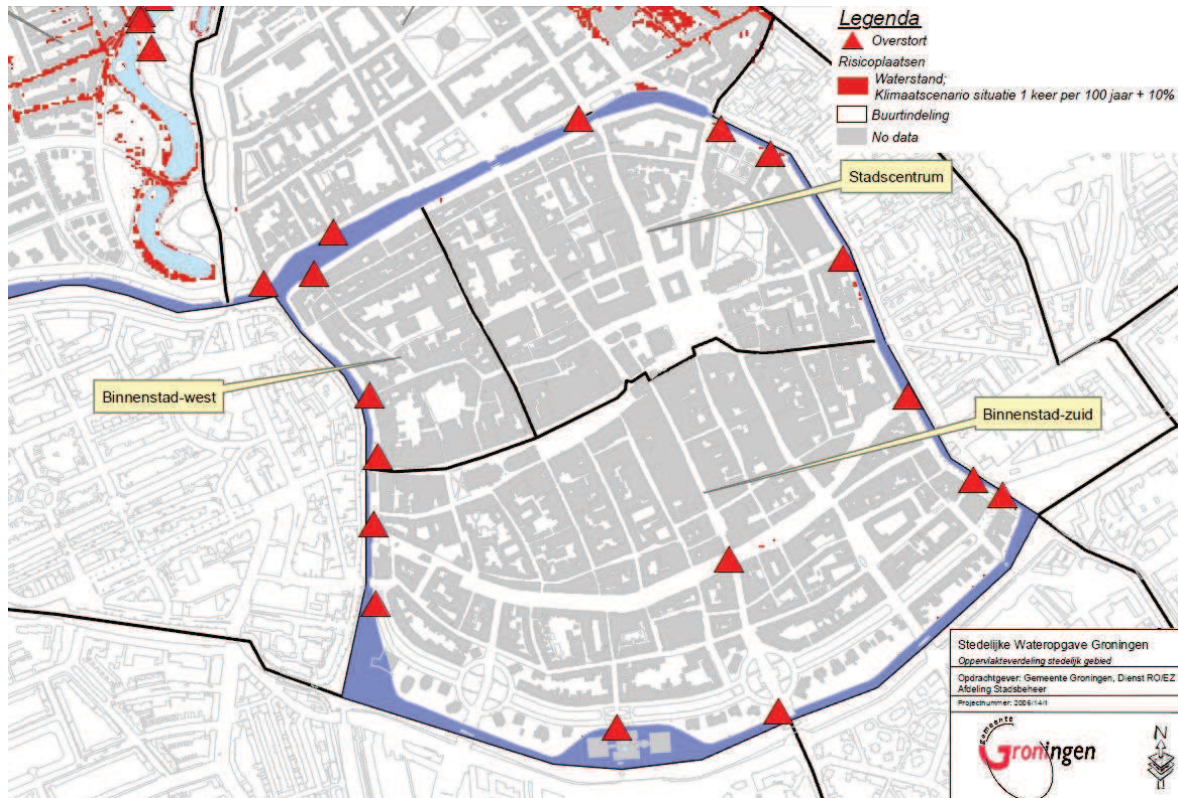 Legenda
Overstort
Risicoplaatsen
Waterstand;
Klimaatscenario situatie 1 keer per 100 jaar + 10%
Buurtindeling
No data
Stadscentrum
Binnenstad-west
Binnenstad-zuid
Stedelijke Wateropgave Groningen
Oppervlakteverdeling stedelijk gebied
Opdrachtgever: Gemeente Groningen, Dienst RO/EZ
Afdeling Stadsbeheer
Projectnummer: 2006/14/1
Gemeente
Groningen
N